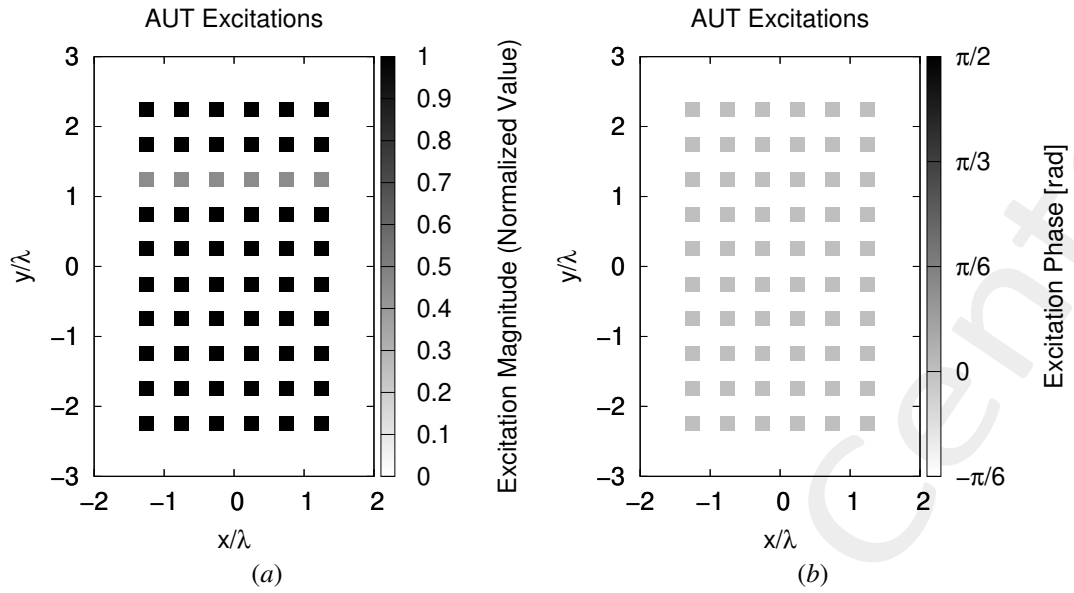 AUT Excitations
3
2
1
0
−1
−2
−3
−2 −1 0 1 2
y/λ
x/λ
1
0.9
0.8
0.7
0.6
0.5
0.4
0.3
0.2
0.1
0
Excitation Magnitude (Normalized Value)
(a)
AUT Excitations
3
2
1
0
−1
−2
−3
−2 −1 0 1 2
y/λ
x/λ
π/2
π/3
π/6
0
−π/6
Excitation Phase [rad]
(b)
Cent